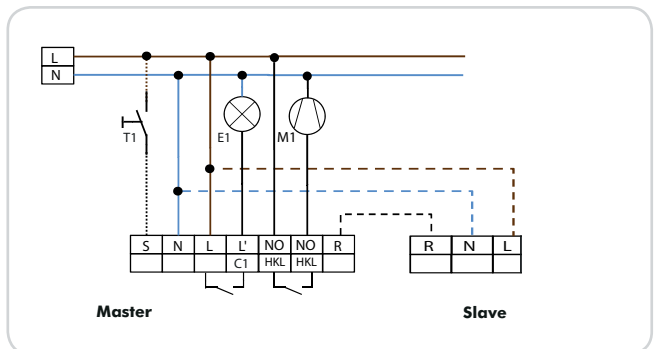 L
N
T1
E1
M1
S N L L' NO NO R
C1 HKL HKL
R N L
Master
Slave